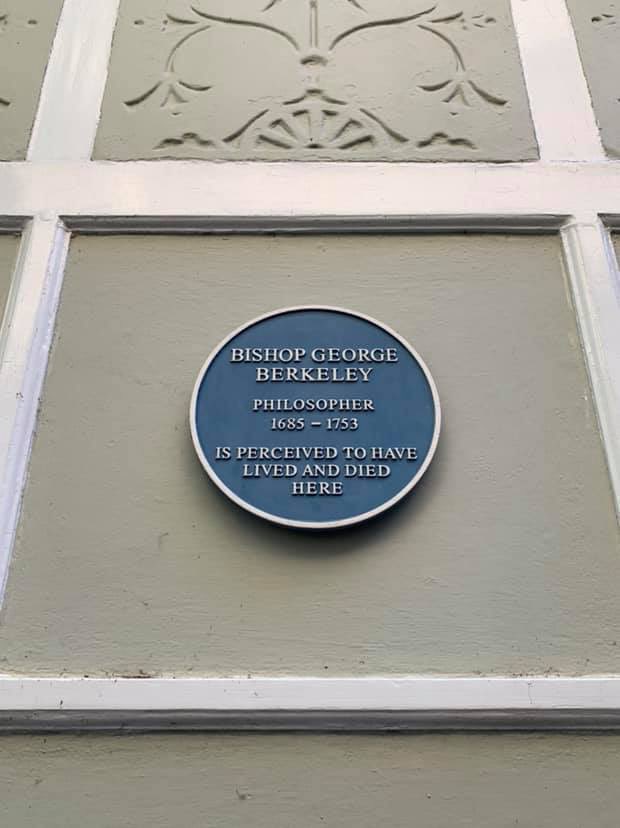 BISHOP GEORGE
BERKELEY
PHILOSOPHER
1685 – 1753
IS PERCEIVED TO HAVE
LIVED AND DIED
HERE